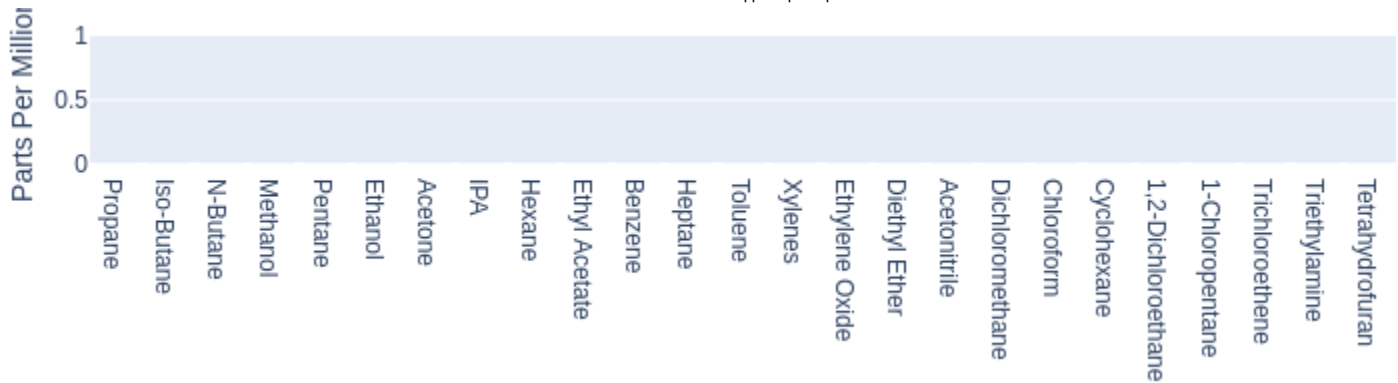 Parts Per Million
1
0.5
0
Propane
Iso-Butane
N-Butane
Methanol
Pentane
Ethanol
Acetone
IPA
Hexane
Ethyl Acetate
Benzene
Heptane
Toluene
Xylenes
Ethylene Oxide
Diethyl Ether
Acetonitrile
Dichloromethane
Chloroform
Cyclohexane
1,2-Dichloroethane
1-Chloropentane
Trichloroethene
Triethylamine
Tetrahydrofuran